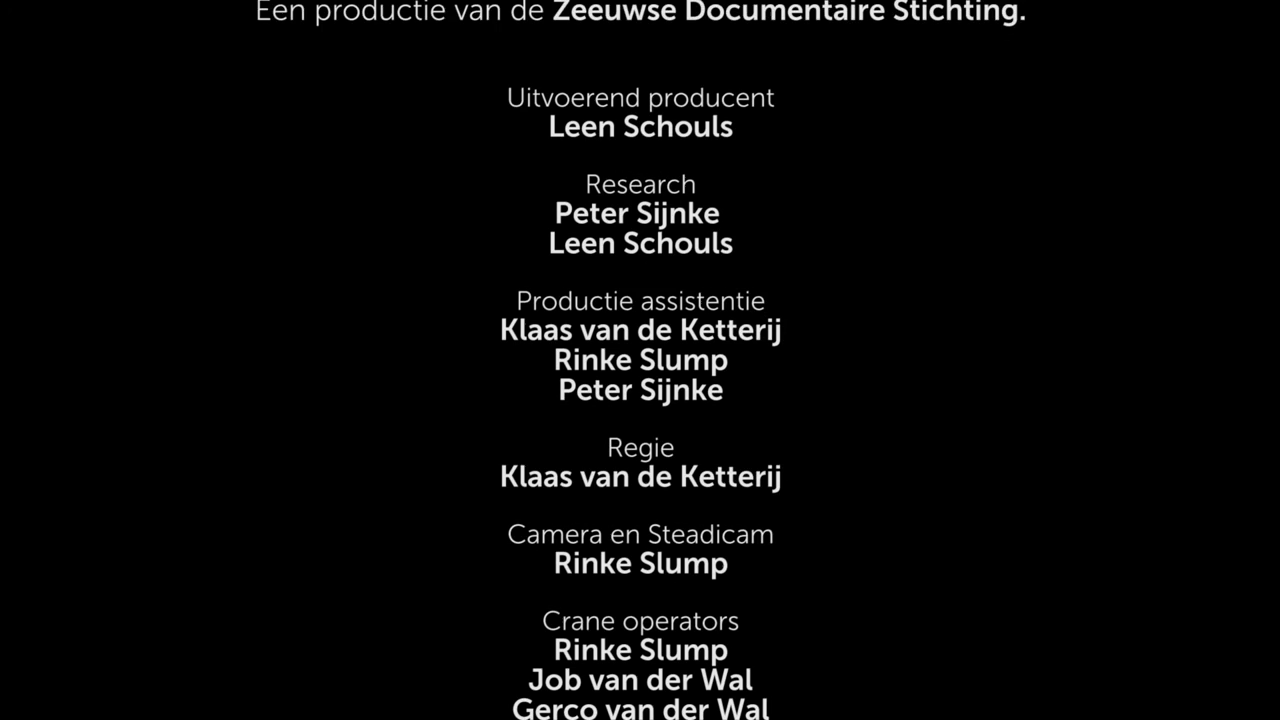 Een productie van de Zeeuwse Documentaire Stichting.
Uitvoerend producent
Leen Schouls
Research
Peter Sijnke
Leen Schouls
Productie assistentie
Klaas van de Ketterij
Rinke Slump
Peter Sijnke
Regie
Klaas van de Ketterij
Camera en Steadicam
Rinke Slump
Crane operators
Rinke Slump
Job van der Wal
Gerco van der Wal